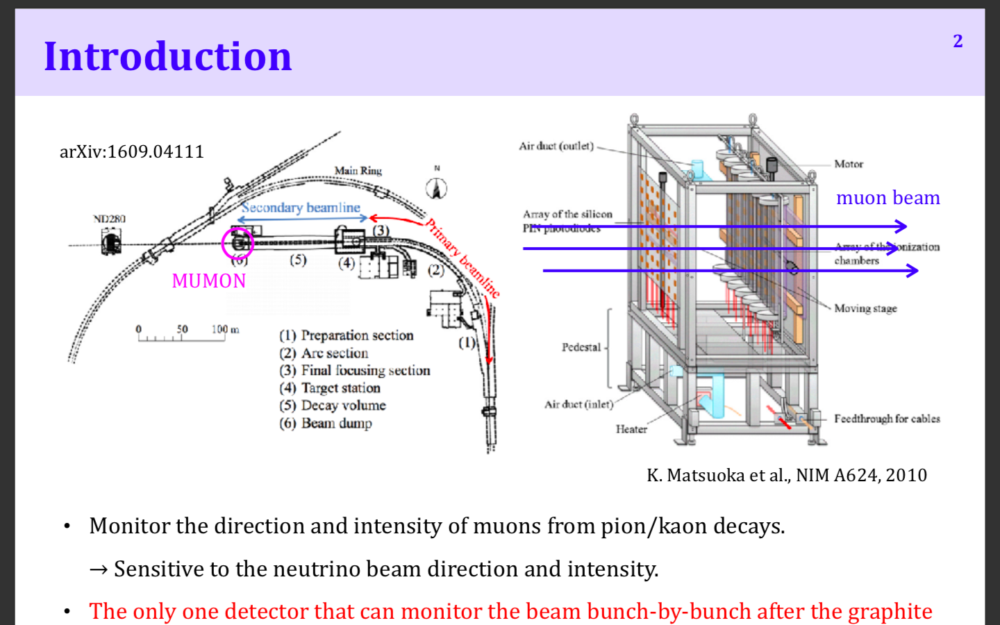 Introduction
2
arXiv:1609.04111
Main Ring
N
Secondary beamline
ND280
Primary beamline
(3)
(6)
(5)
(4)
(2)
MUMON
(1)
0 50 100 m
(1) Preparation section
(2) Arc section
(3) Final focusing section
(4) Target station
(5) Decay volume
(6) Beam dump
Air duct (outlet)
Motor
muon beam
Array of the silicon
PIN photodiodes
Array of the ionization
chambers
Moving stage
Pedestal
Air duct (inlet)
Heater
Feedthrough for cables
K. Matsuoka et al., NIM A624, 2010
• Monitor the direction and intensity of muons from pion/kaon decays.
→ Sensitive to the neutrino beam direction and intensity.
• The only one detector that can monitor the beam bunch-by-bunch after the graphite